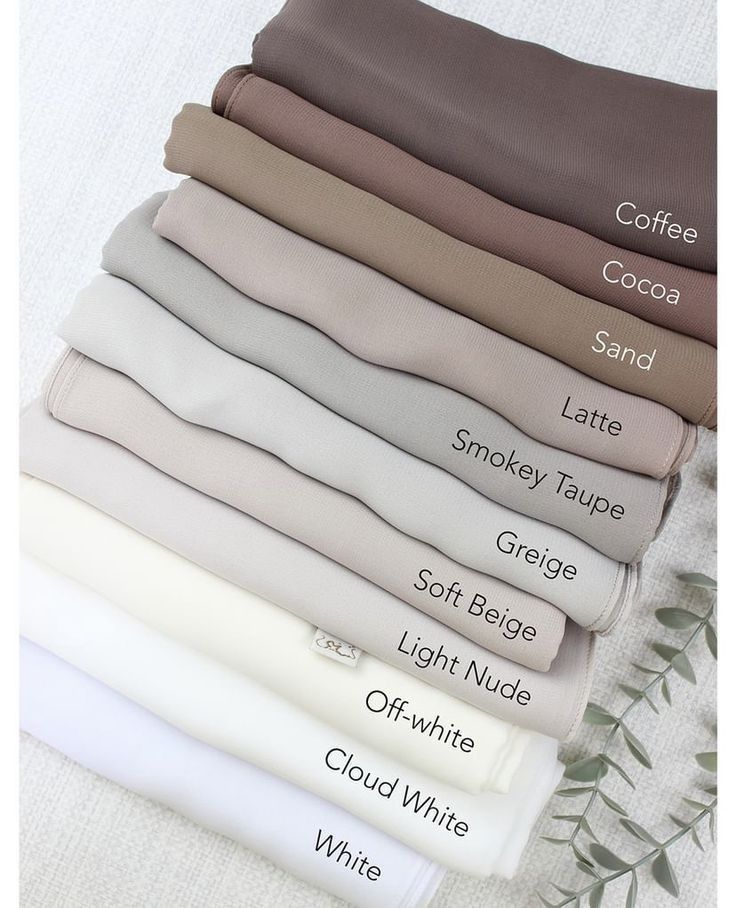 Coffee
Cocoa
Sand
Latte
Smokey Taupe
Greige
Soft Beige
Light Nude
Off-white
Cloud White
White